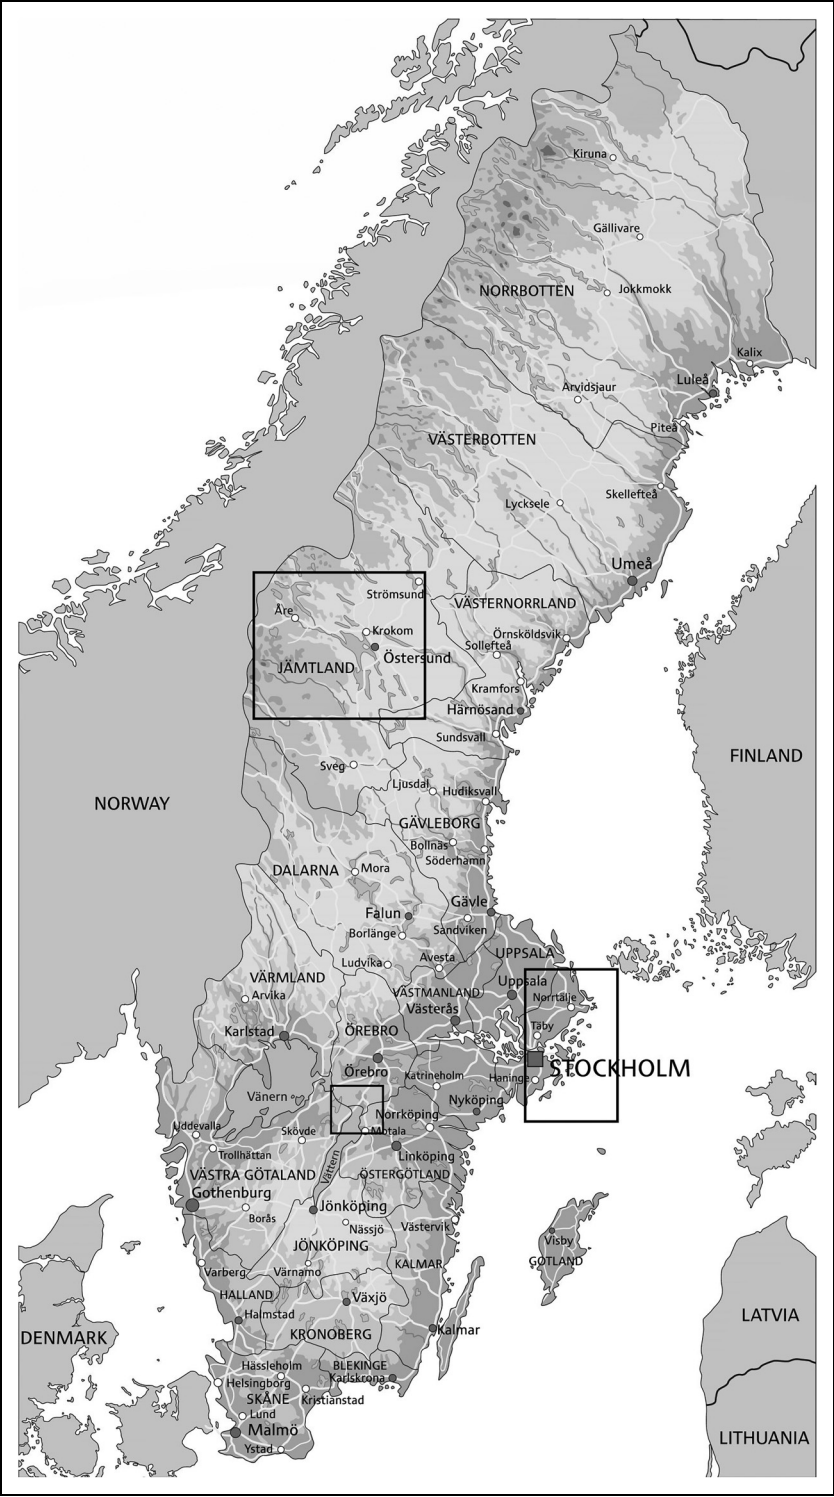 Kiruna
Gällivare
NORRBOTTEN
Jokkmokk
Kalix
Luleå
Arvidsjaur
Piteå
VÄSTERBOTTEN
Skellefteå
Lycksele
Umeå
Strömsund
VÄSTERNORRLAND
Åre
Krokom
Örnsköldsvik
Sollefteå
Östersund
JÄMTLAND
Kramfors
Härnösand
Sundsvall
FINLAND
Sveg
Ljusdal
Hudiksvall
NORWAY
GÄVLEBORG
Bollnäs
Söderhamn
DALARNA
Mora
Gävle
Falun
Sandviken
Borlänge
UPPSALA
Avesta
Ludvika
VÄRMLAND
Uppsala
VÄSTMANLAND
Norrtälje
Arvika
Västerås
Täby
Karlstad
ÖREBRO
STOCKHOLM
Örebro
Katrineholm
Haninge
Vänern
Nyköping
Norrköping
Uddevalla
Skövde
Motala
Trollhättan
Linköping
Vättern
VÄSTRA GÖTALAND
ÖSTERGÖTLAND
Gothenburg
Jönköping
Borås
Nässjö
Västervik
Visby
JÖNKÖPING
GOTLAND
KALMAR
Varberg
Värnamo
HALLAND
Växjö
Halmstad
LATVIA
Kalmar
KRONOBERG
DENMARK
Hässleholm
BLEKINGE
Karlskrona
Helsingborg
SKÅNE
Kristianstad
Lund
Malmö
LITHUANIA
Ystad